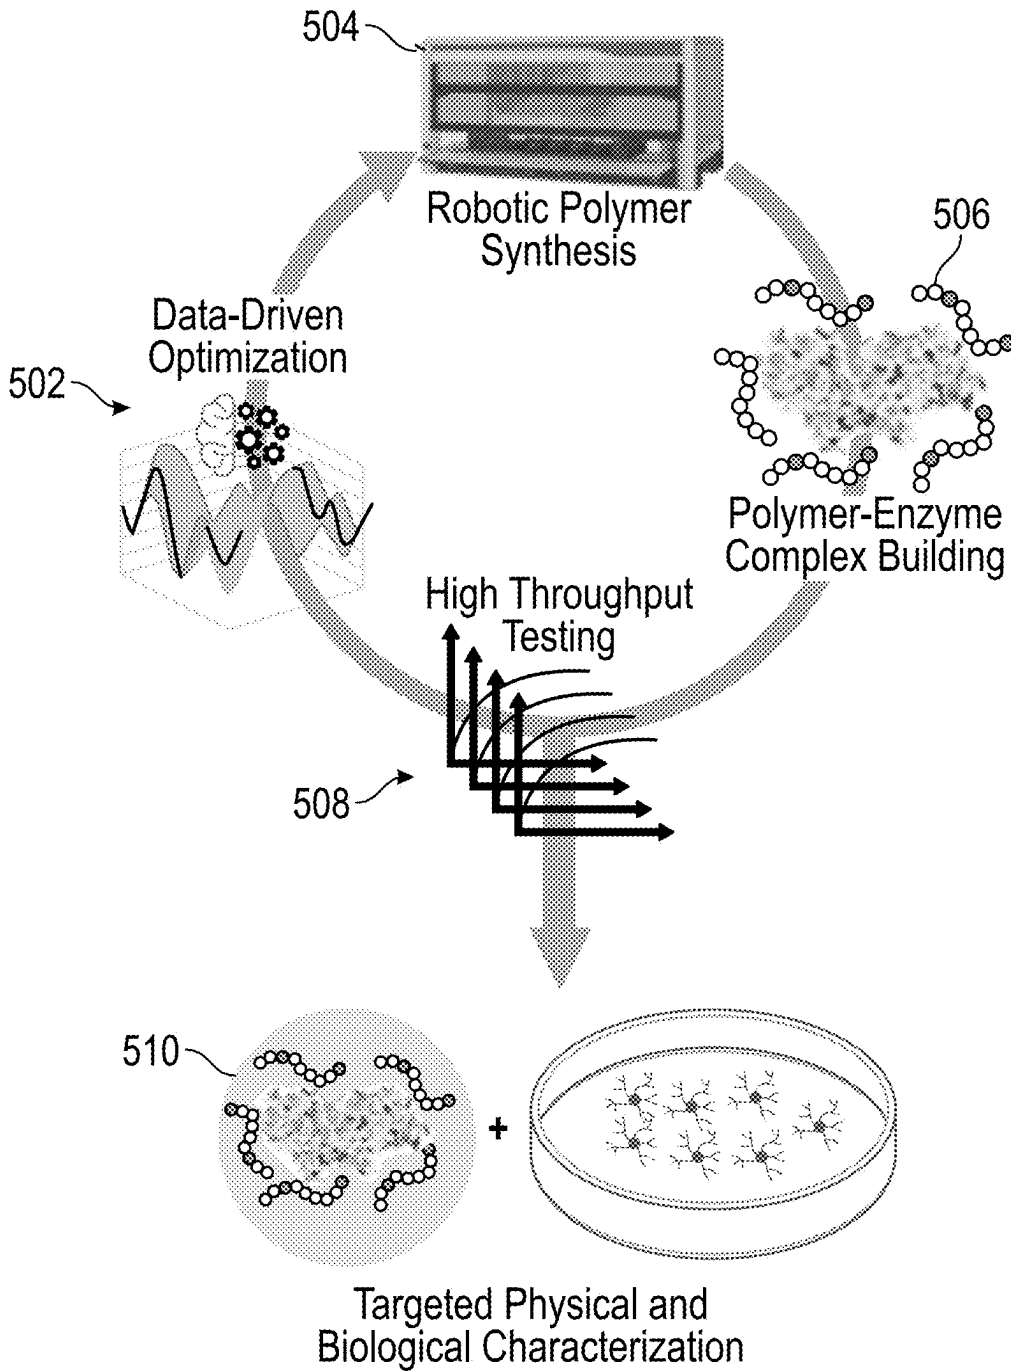 504
Robotic Polymer
Synthesis
506
Data-Driven
Optimization
502
Polymer-Enzyme
Complex Building
High Throughput
Testing
508
510
+
Targeted Physical and
Biological Characterization